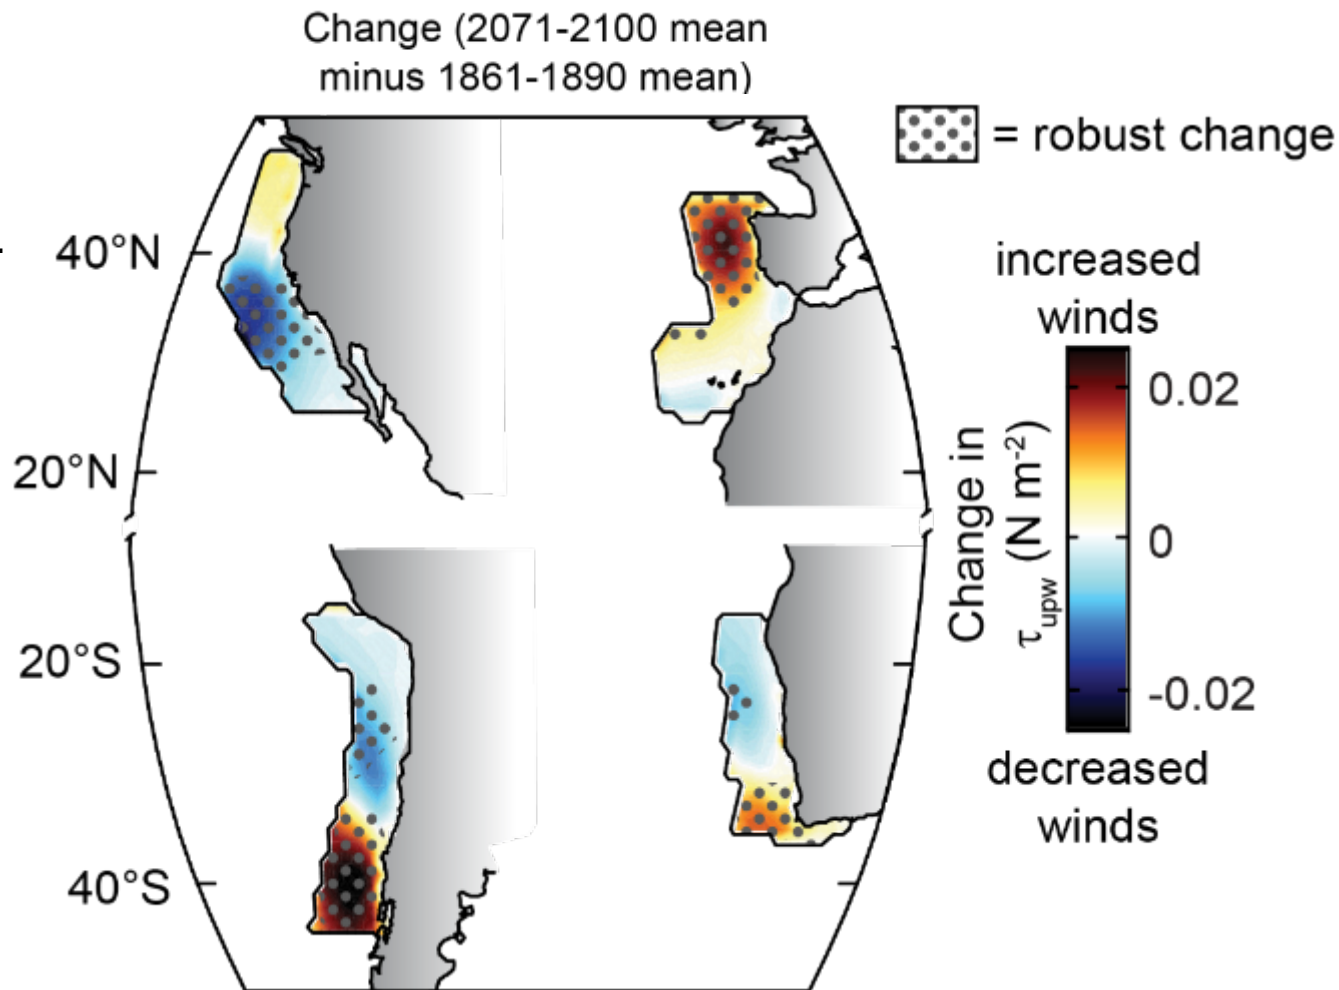 Change (2071-2100 mean
minus 1861-1890 mean)
= robust change
40°N
20°N
20°S
40°S
increased
winds
0.02
0
-0.02
Change in
τupw (N m-2)
decreased
winds